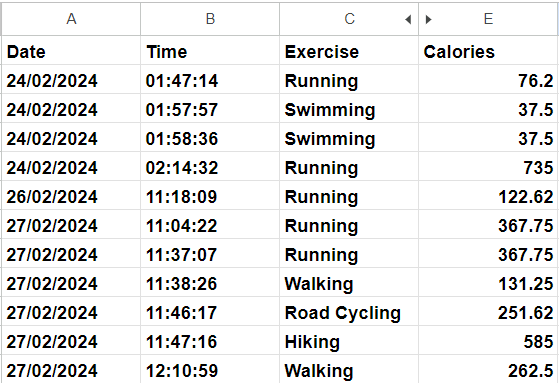 A B C E
Date Time Exercise Calories
24/02/2024 01:47:14 Running 76.2
24/02/2024 01:57:57 Swimming 37.5
24/02/2024 01:58:36 Swimming 37.5
24/02/2024 02:14:32 Running 735
26/02/2024 11:18:09 Running 122.62
27/02/2024 11:04:22 Running 367.75
27/02/2024 11:37:07 Running 367.75
27/02/2024 11:38:26 Walking 131.25
27/02/2024 11:46:17 Road Cycling 251.62
27/02/2024 11:47:16 Hiking 585
27/02/2024 12:10:59 Walking 262.5